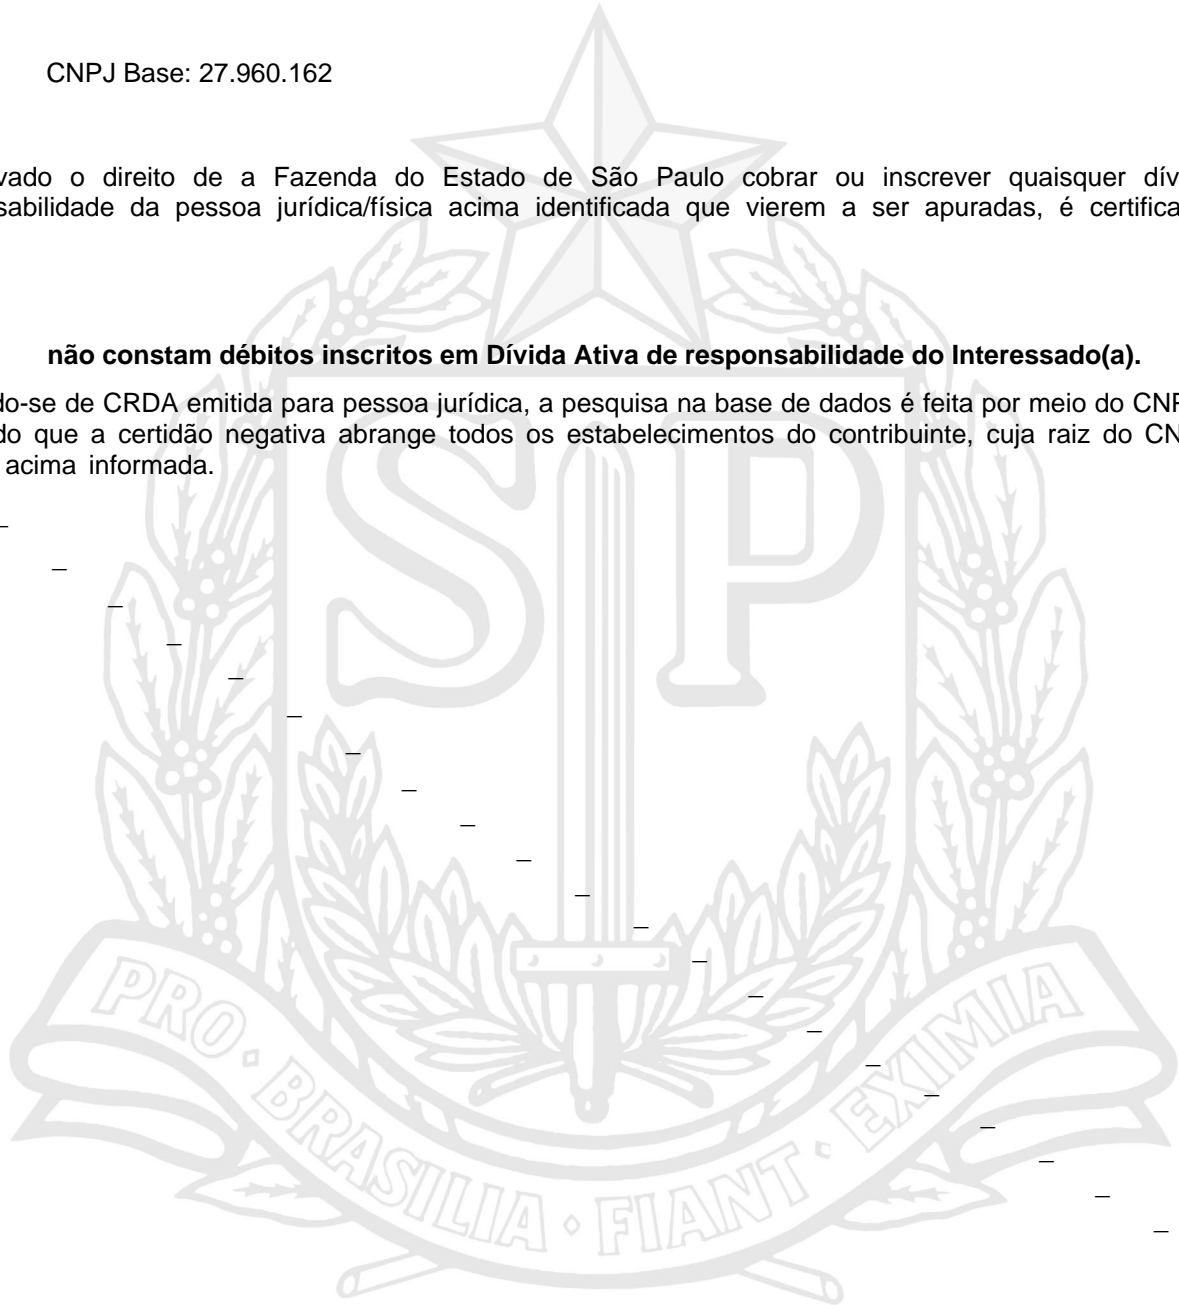 CNPJ Base: 27.960.162
vado o direito de a Fazenda do Estado de São Paulo cobrar ou inscrever quaisquer dív
sabilidade da pessoa jurídica/física acima identificada que vierem a ser apuradas, é certifica
não constam débitos inscritos em Dívida Ativa de responsabilidade do Interessado(a).
do-se de CRDA emitida para pessoa jurídica, a pesquisa na base de dados é feita por meio do CNP
do que a certidão negativa abrange todos os estabelecimentos do contribuinte, cuja raiz do CN
acima informada.
SP
PRO · BRASILIA · FIANT · EXIMIA